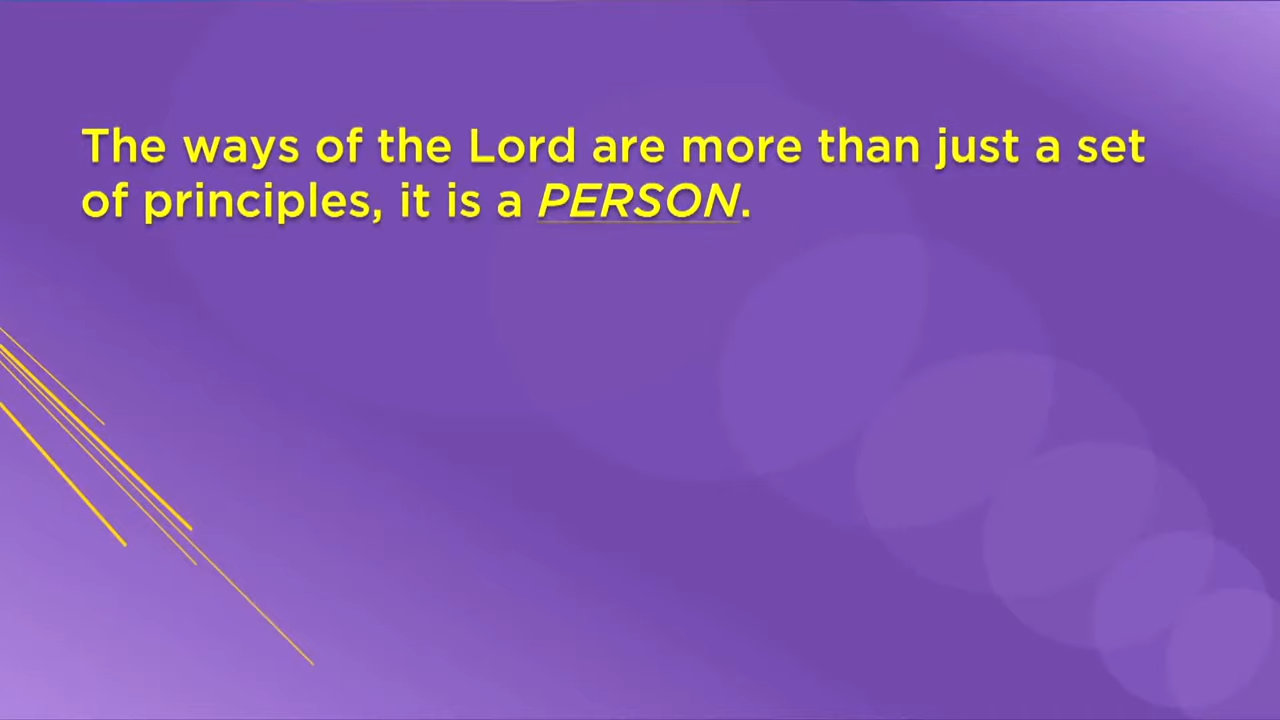 The ways of the Lord are more than just a set
of principles, it is a PERSON.